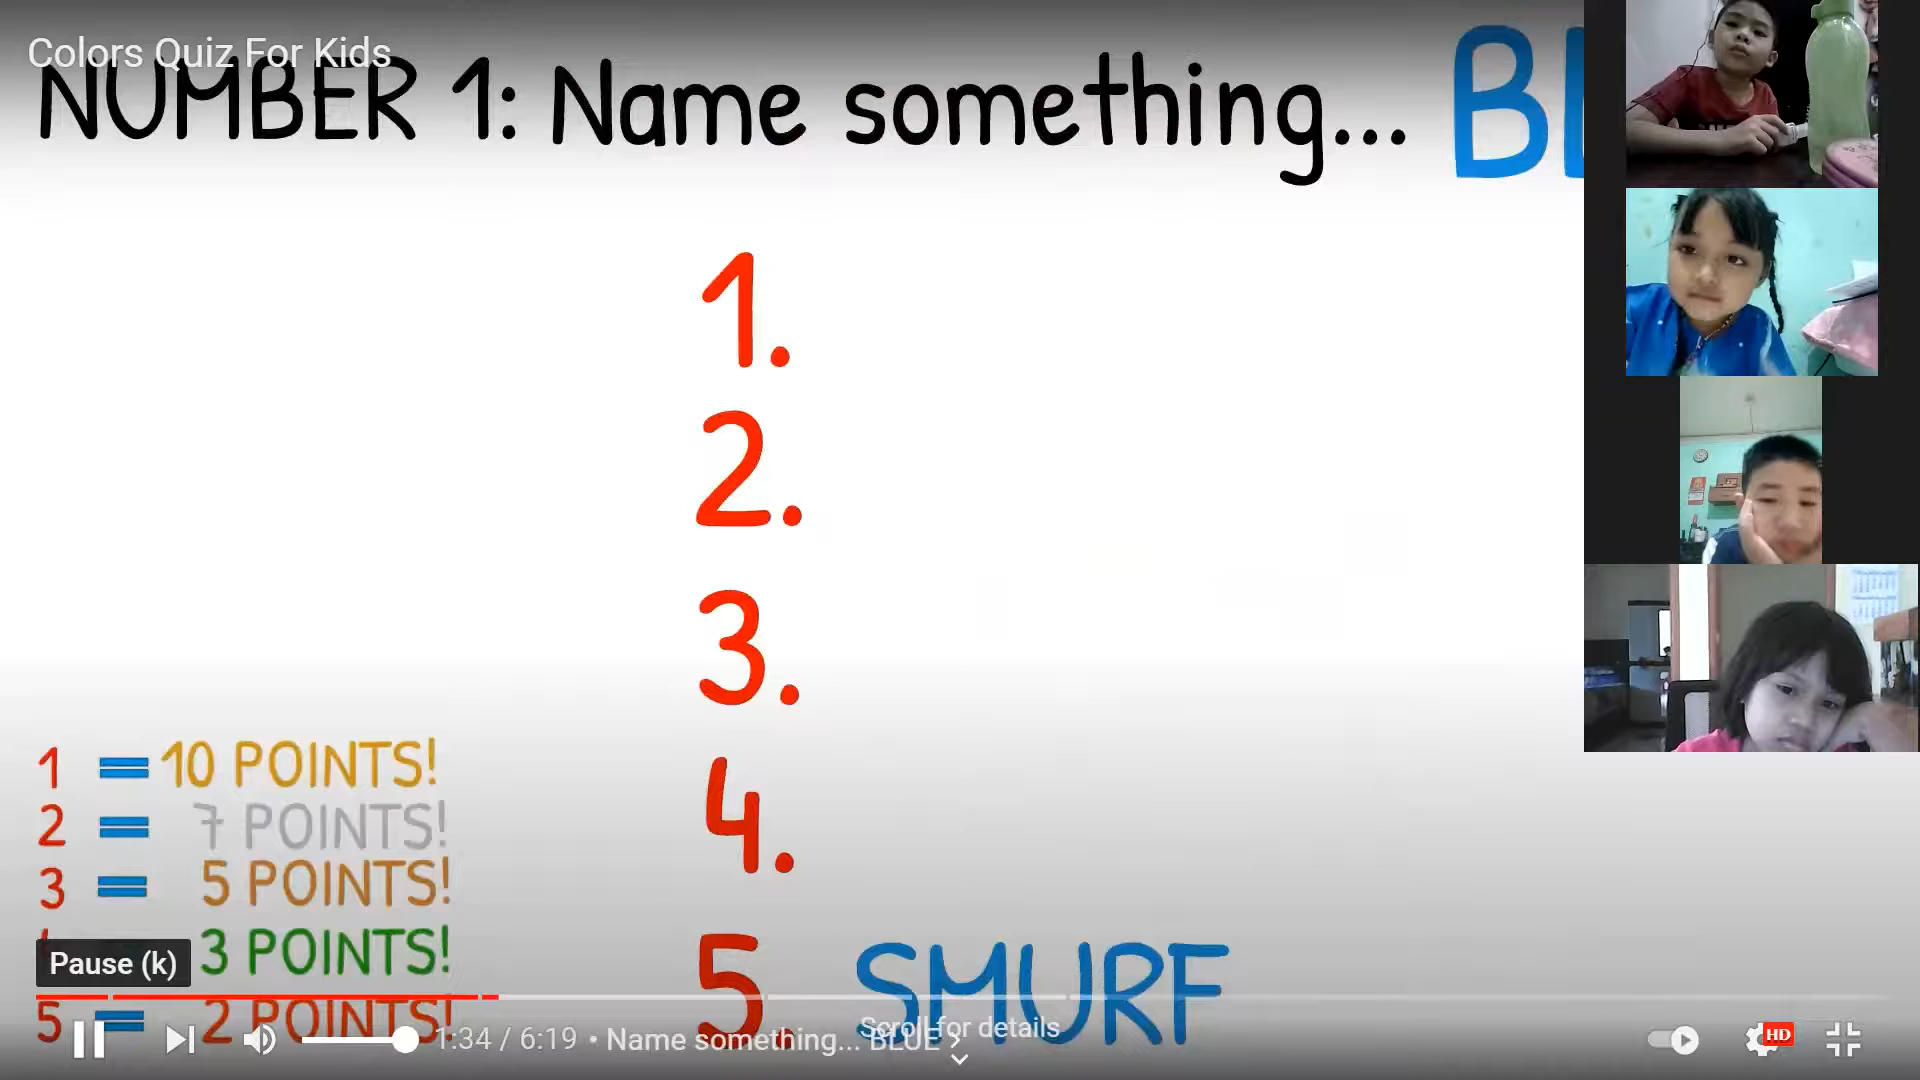 Colors Quiz For Kids
NUMBER 1: Name something... BL
1.
2.
3.
4.
5. SMURF
1 = 10 POINTS!
2 = 7 POINTS!
3 = 5 POINTS!
3 POINTS!
5 = 2 POINTS!
Pause (k)
1:34 / 6:19 • Name something... BLUE >
Scroll for details
HD